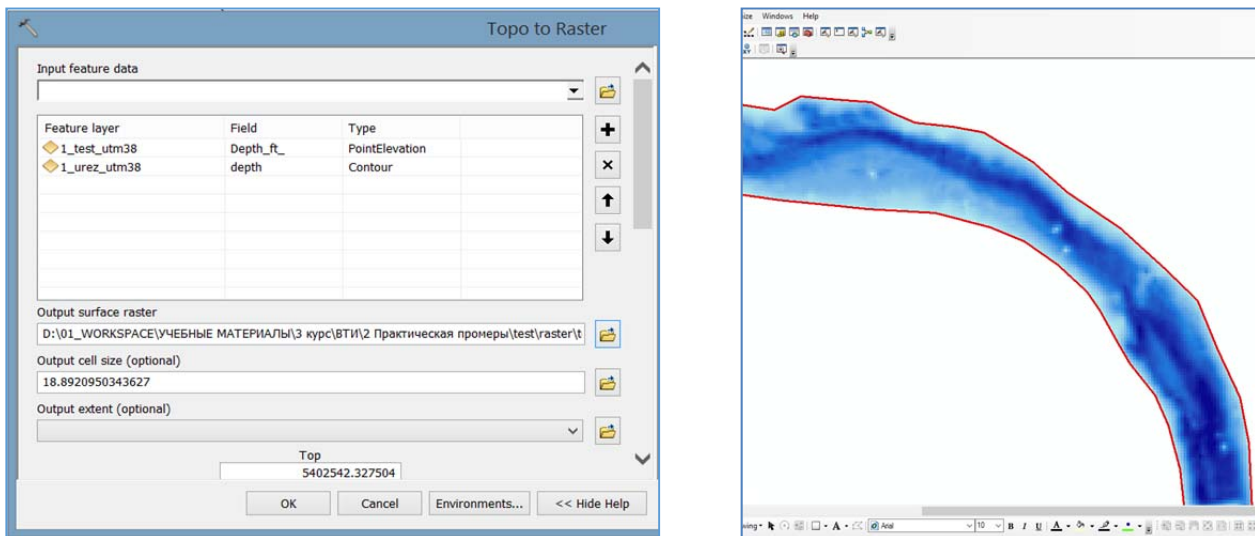 Topo to Raster
Input feature data
Feature layer Field Type
1_test_utm38 Depth_ft_ PointElevation
1_urez_utm38 depth Contour
Output surface raster
D:\01_WORKSPACE\УЧЕБНЫЕ МАТЕРИАЛЫ\3 курс\ВТИ\2 Практическая промеры\test\raster\t
Output cell size (optional)
18.8920950343627
Output extent (optional)
Top
5402542.327504
OK Cancel Environments... << Hide Help
ize Windows Help
wing A Arial 10 B I U A